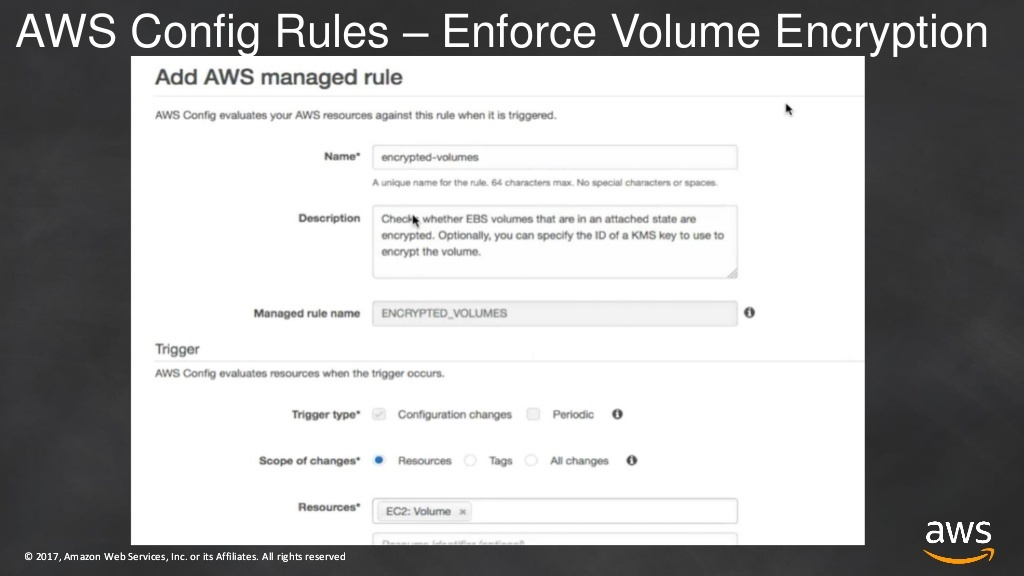 AWS Config Rules – Enforce Volume Encryption
Add AWS managed rule
AWS Config evaluates your AWS resources against this rule when it is triggered.
Name* encrypted-volumes
A unique name for the rule. 64 characters max. No special characters or spaces.
Description Checks whether EBS volumes that are in an attached state are
encrypted. Optionally, you can specify the ID of a KMS key to use to
encrypt the volume.
Managed rule name ENCRYPTED_VOLUMES
Trigger
AWS Config evaluates resources when the trigger occurs.
Trigger type* Configuration changes Periodic
Scope of changes* Resources Tags All changes
Resources* EC2: Volume ×
© 2017, Amazon Web Services, Inc. or its Affiliates. All rights reserved
aws